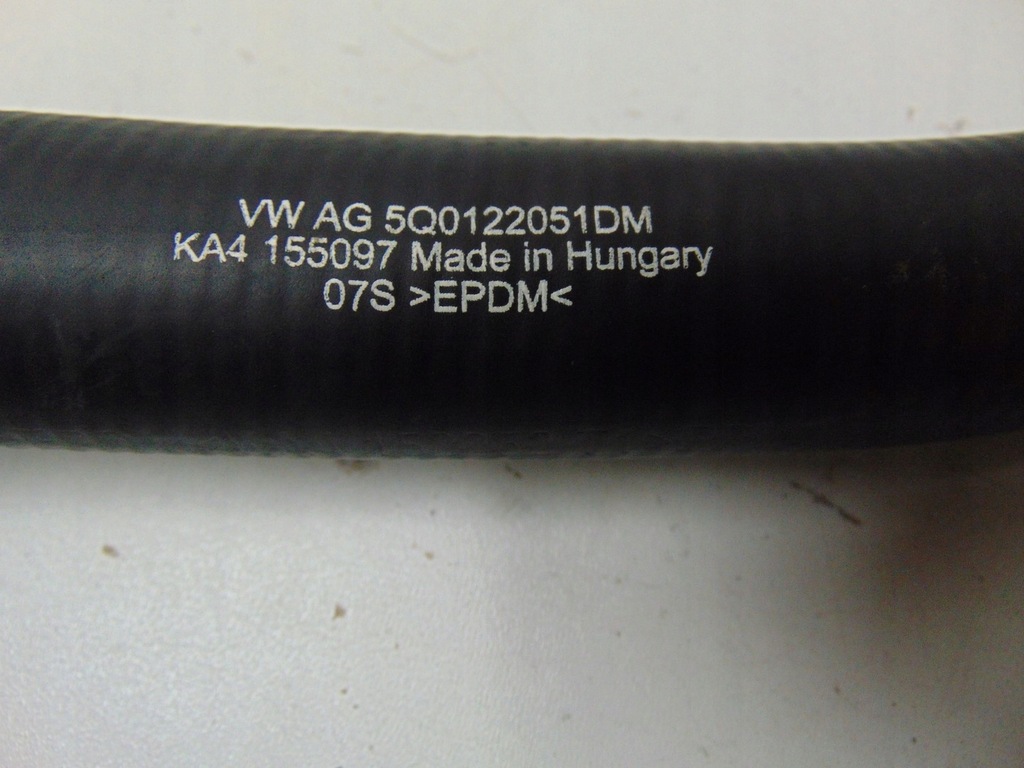 VW AG 5Q0122051DM
KA4 155097 Made in Hungary
07S >EPDM<